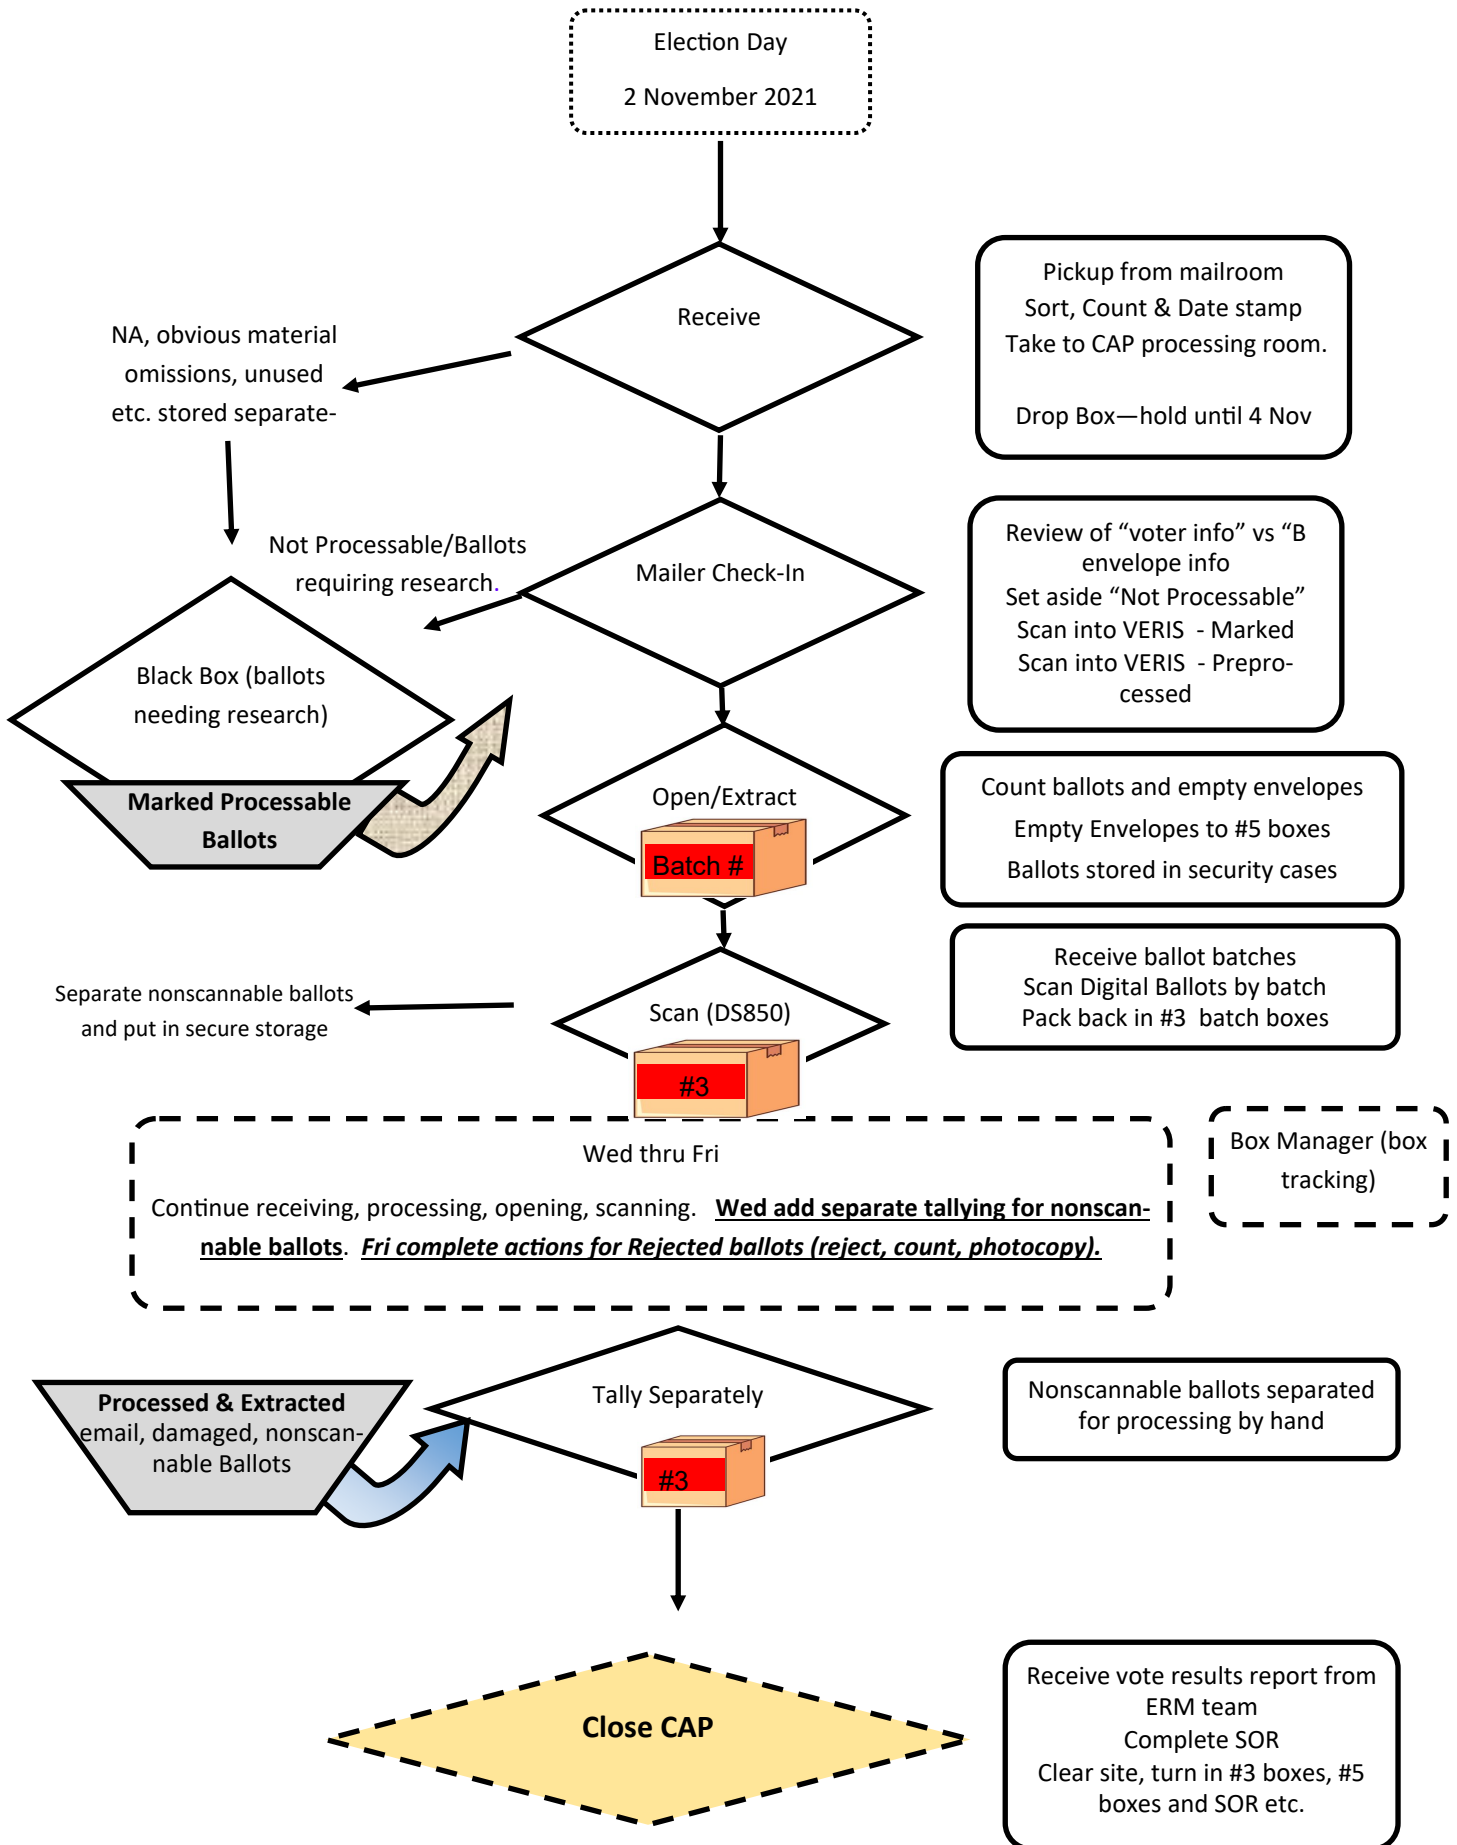 Election Day
2 November 2021
Receive
Pickup from mailroom
Sort, Count & Date stamp
Take to CAP processing room.
Drop Box—hold until 4 Nov
NA, obvious material
omissions, unused
etc. stored separate-
Mailer Check-In
Review of “voter info” vs “B
envelope info
Set aside “Not Processable”
Scan into VERIS  - Marked
Scan into VERIS  - Prepro-
cessed
Not Processable/Ballots
requiring research.
Black Box (ballots
needing research)
Marked Processable
Ballots
Open/Extract
Batch #
Count ballots and empty envelopes
Empty Envelopes to #5 boxes
Ballots stored in security cases
Scan (DS850)
#3
Receive ballot batches
Scan Digital Ballots by batch
Pack back in #3  batch boxes
Separate nonscannable ballots
and put in secure storage
Wed thru Fri
Continue receiving, processing, opening, scanning.   Wed add separate tallying for nonscan-
nable ballots.  Fri complete actions for Rejected ballots (reject, count, photocopy).
Box Manager (box
tracking)
Tally Separately
#3
Nonscannable ballots separated
for processing by hand
Processed & Extracted
email, damaged, nonscan-
nable Ballots
Close CAP
Receive vote results report from
ERM team
Complete SOR
Clear site, turn in #3 boxes, #5
boxes and SOR etc.